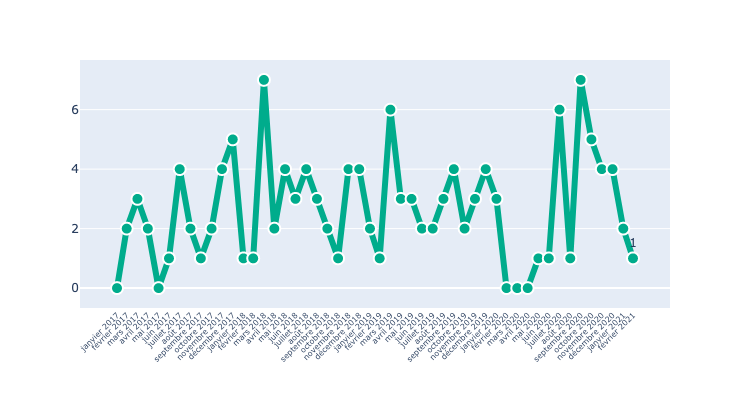 6
4
2
0
1
janvier 2017
février 2017
mars 2017
avril 2017
mai 2017
juin 2017
juillet 2017
août 2017
septembre 2017
octobre 2017
novembre 2017
décembre 2017
janvier 2018
février 2018
mars 2018
avril 2018
mai 2018
juin 2018
juillet 2018
août 2018
septembre 2018
octobre 2018
novembre 2018
décembre 2018
janvier 2019
février 2019
mars 2019
avril 2019
mai 2019
juin 2019
juillet 2019
août 2019
septembre 2019
octobre 2019
novembre 2019
décembre 2019
janvier 2020
février 2020
mars 2020
avril 2020
mai 2020
juin 2020
juillet 2020
août 2020
septembre 2020
octobre 2020
novembre 2020
décembre 2020
janvier 2021
février 2021